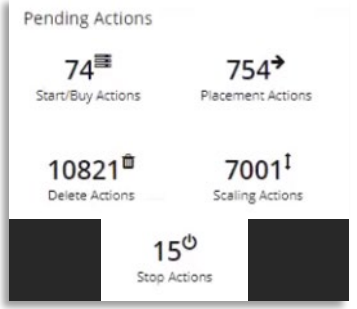 Pending Actions
74 754
Start/Buy Actions Placement Actions
10821 7001
Delete Actions Scaling Actions
15
Stop Actions